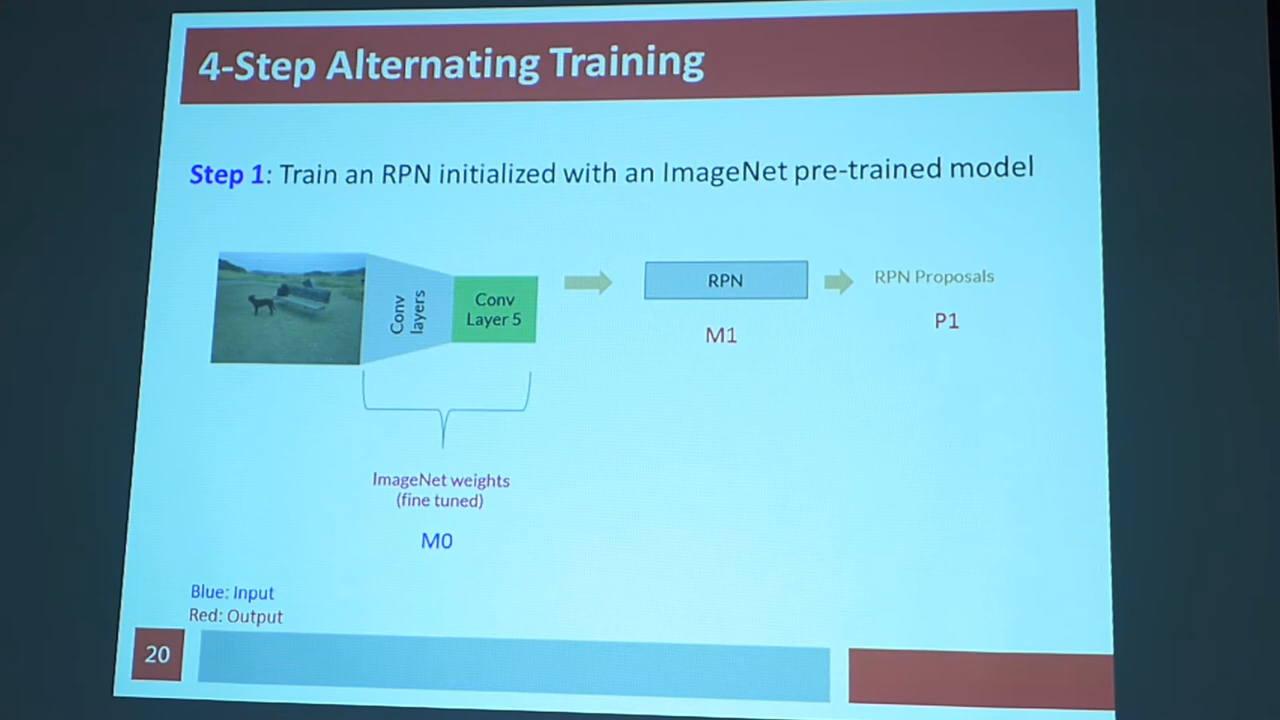 4-Step Alternating Training
Step 1: Train an RPN initialized with an ImageNet pre-trained model
Conv
layers
Conv
Layer 5
RPN
M1
RPN Proposals
P1
ImageNet weights
(fine tuned)
M0
Blue: Input
Red: Output
20